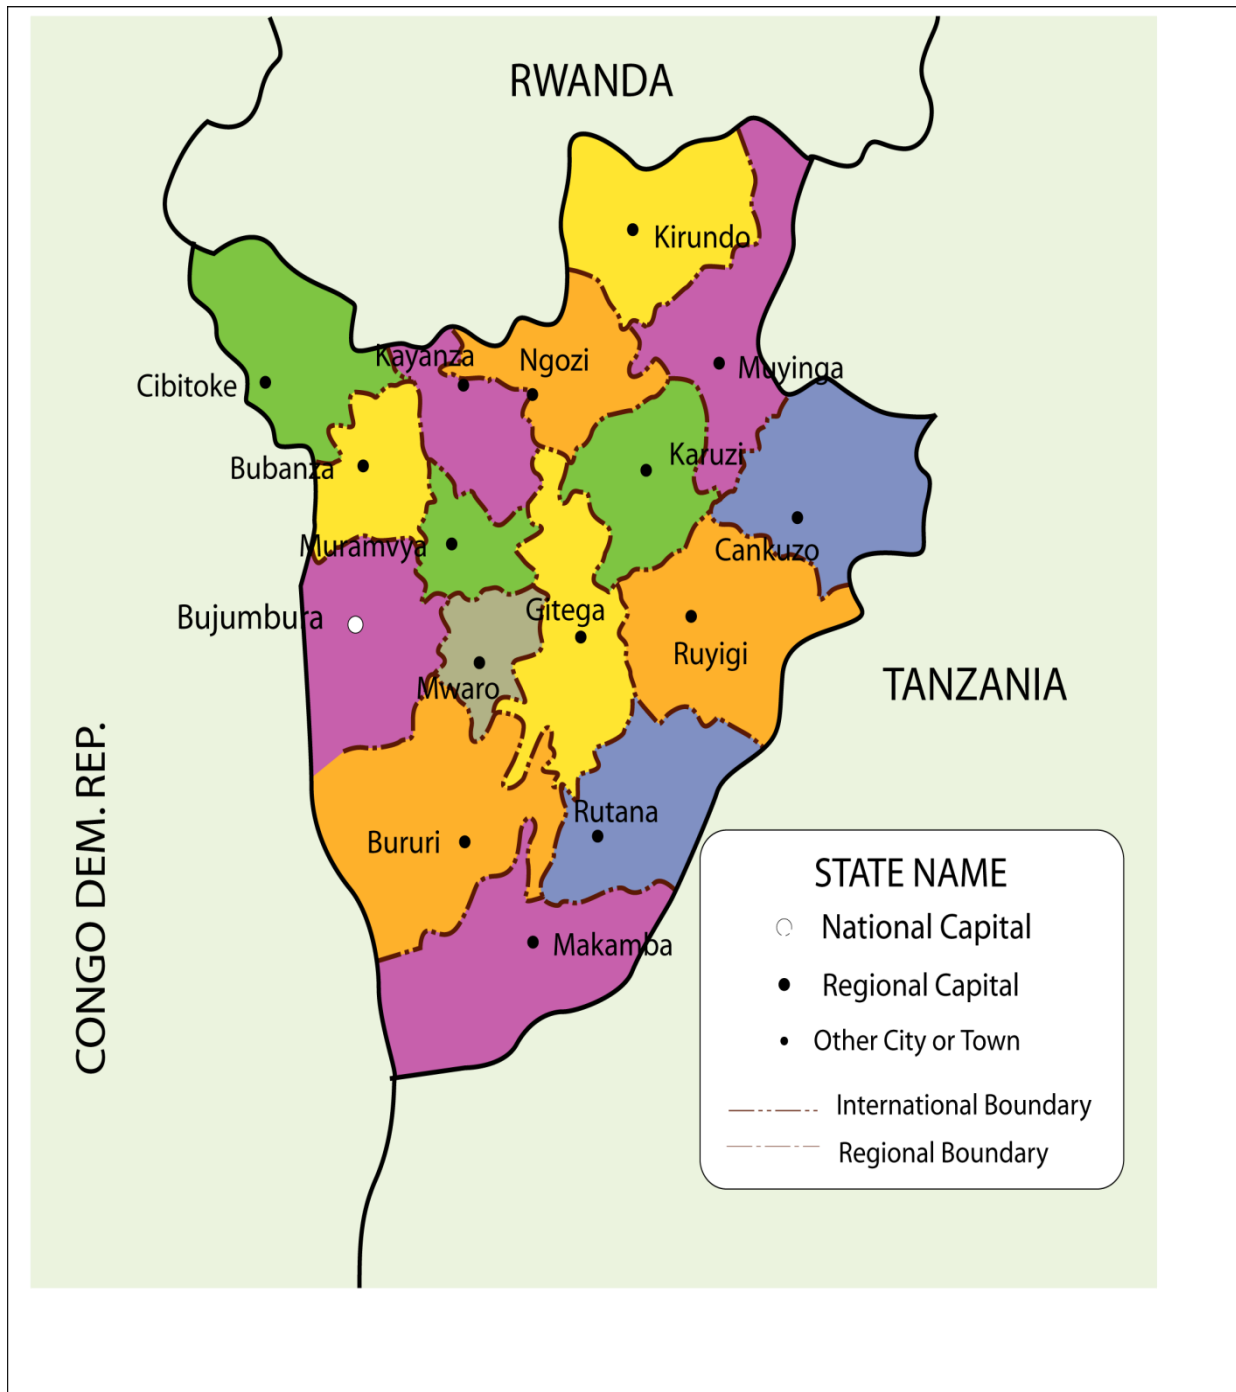 RWANDA
Kirundo
Kayanza
Ngozi
Muyinga
Cibitoke
Karuzi
Bubanza
Muramvya
Cankuzo
Bujumbura
Gitega
Ruyigi
Mwaro
TANZANIA
CONGO DEM. REP.
Rutana
Bururi
Makamba
STATE NAME
National Capital
Regional Capital
Other City or Town
International Boundary
Regional Boundary